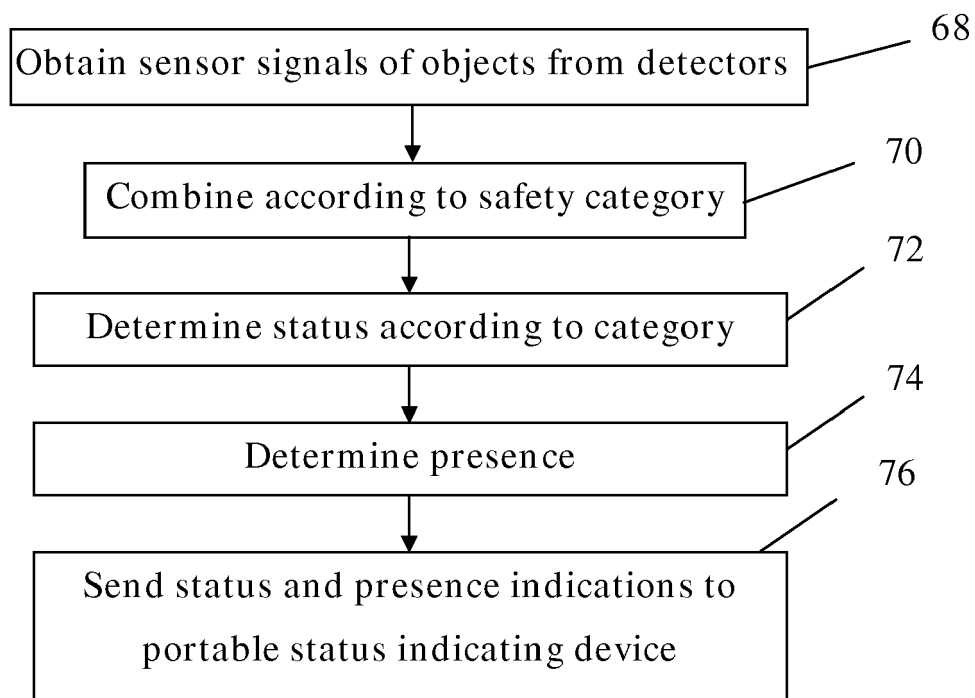 68
Obtain sensor signals of objects from detectors
70
Combine according to safety category
72
Determine status according to category
74
Determine presence
76
Send status and presence indications to
portable status indicating device